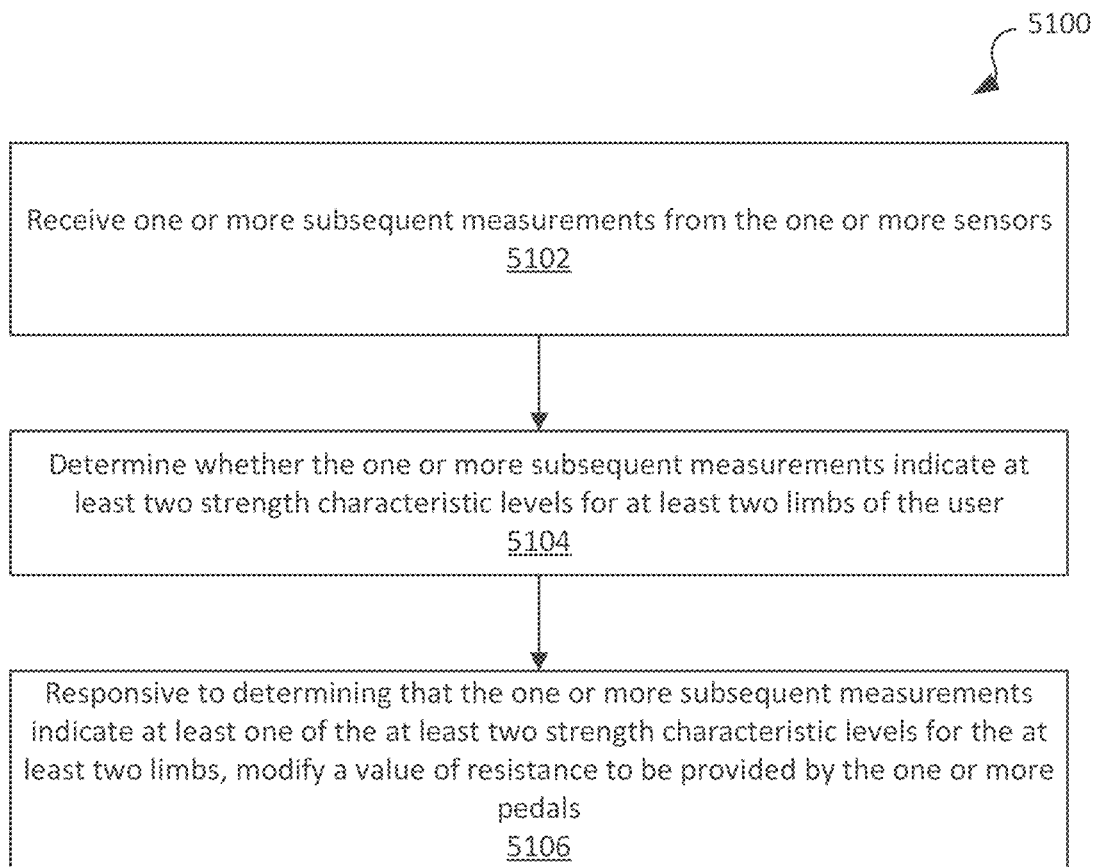 5100
Receive one or more subsequent measurements from the one or more sensors
5102
Determine whether the one or more subsequent measurements indicate at
least two strength characteristic levels for at least two limbs of the user
5104
Responsive to determining that the one or more subsequent measurements
indicate at least one of the at least two strength characteristic levels for the at
least two limbs, modify a value of resistance to be provided by the one or more
pedals
5106